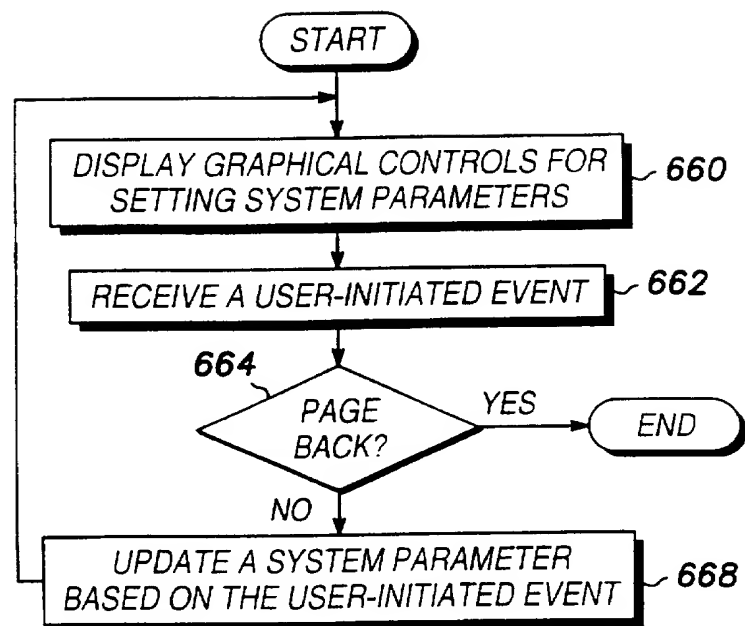 START
DISPLAY GRAPHICAL CONTROLS FOR
SETTING SYSTEM PARAMETERS
660
RECEIVE A USER-INITIATED EVENT
662
664
PAGE
BACK?
YES
END
NO
UPDATE A SYSTEM PARAMETER
BASED ON THE USER-INITIATED EVENT
668